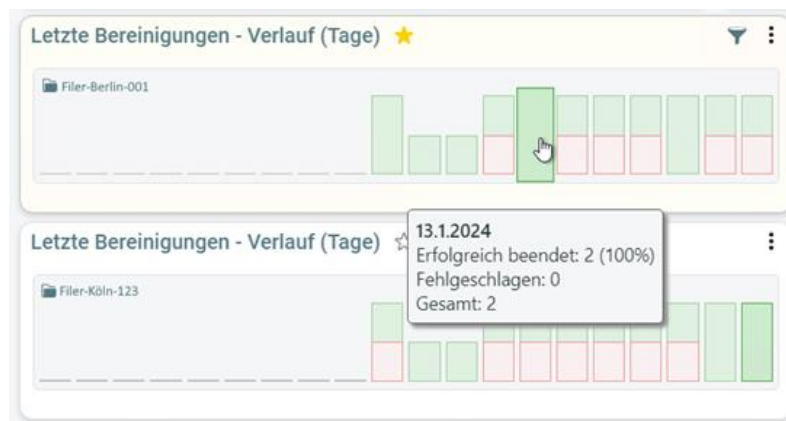 Letzte Bereinigungen - Verlauf (Tage)
Filer-Berlin-001
13.1.2024
Erfolgreich beendet: 2 (100%)
Fehlgeschlagen: 0
Gesamt: 2
Letzte Bereinigungen - Verlauf (Tage)
Filer-Köln-123